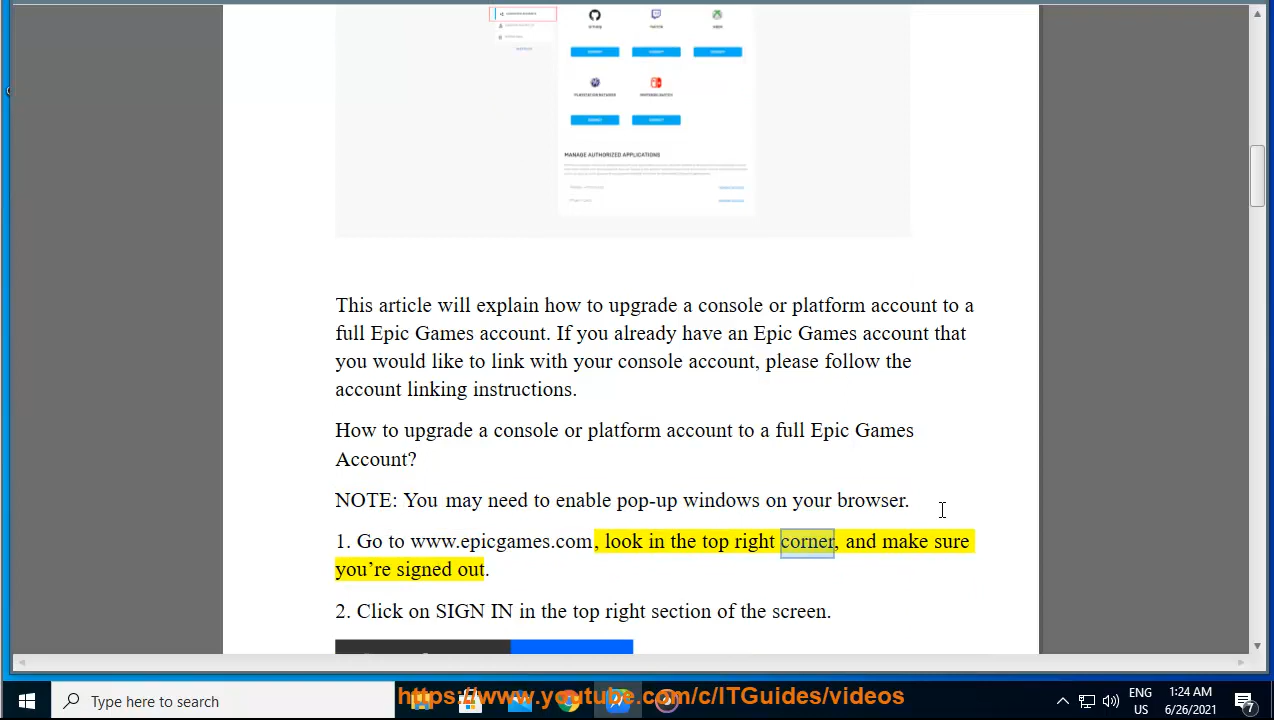 MANAGE AUTHORIZED APPLICATIONS
This article will explain how to upgrade a console or platform account to a
full Epic Games account. If you already have an Epic Games account that
you would like to link with your console account, please follow the
account linking instructions.
How to upgrade a console or platform account to a full Epic Games
Account?
NOTE: You may need to enable pop-up windows on your browser.
1. Go to www.epicgames.com, look in the top right corner, and make sure
you’re signed out.
2. Click on SIGN IN in the top right section of the screen.
Type here to search
https://www.youtube.com/c/ITGuides/videos
ENG
US
1:24 AM
6/26/2021
7